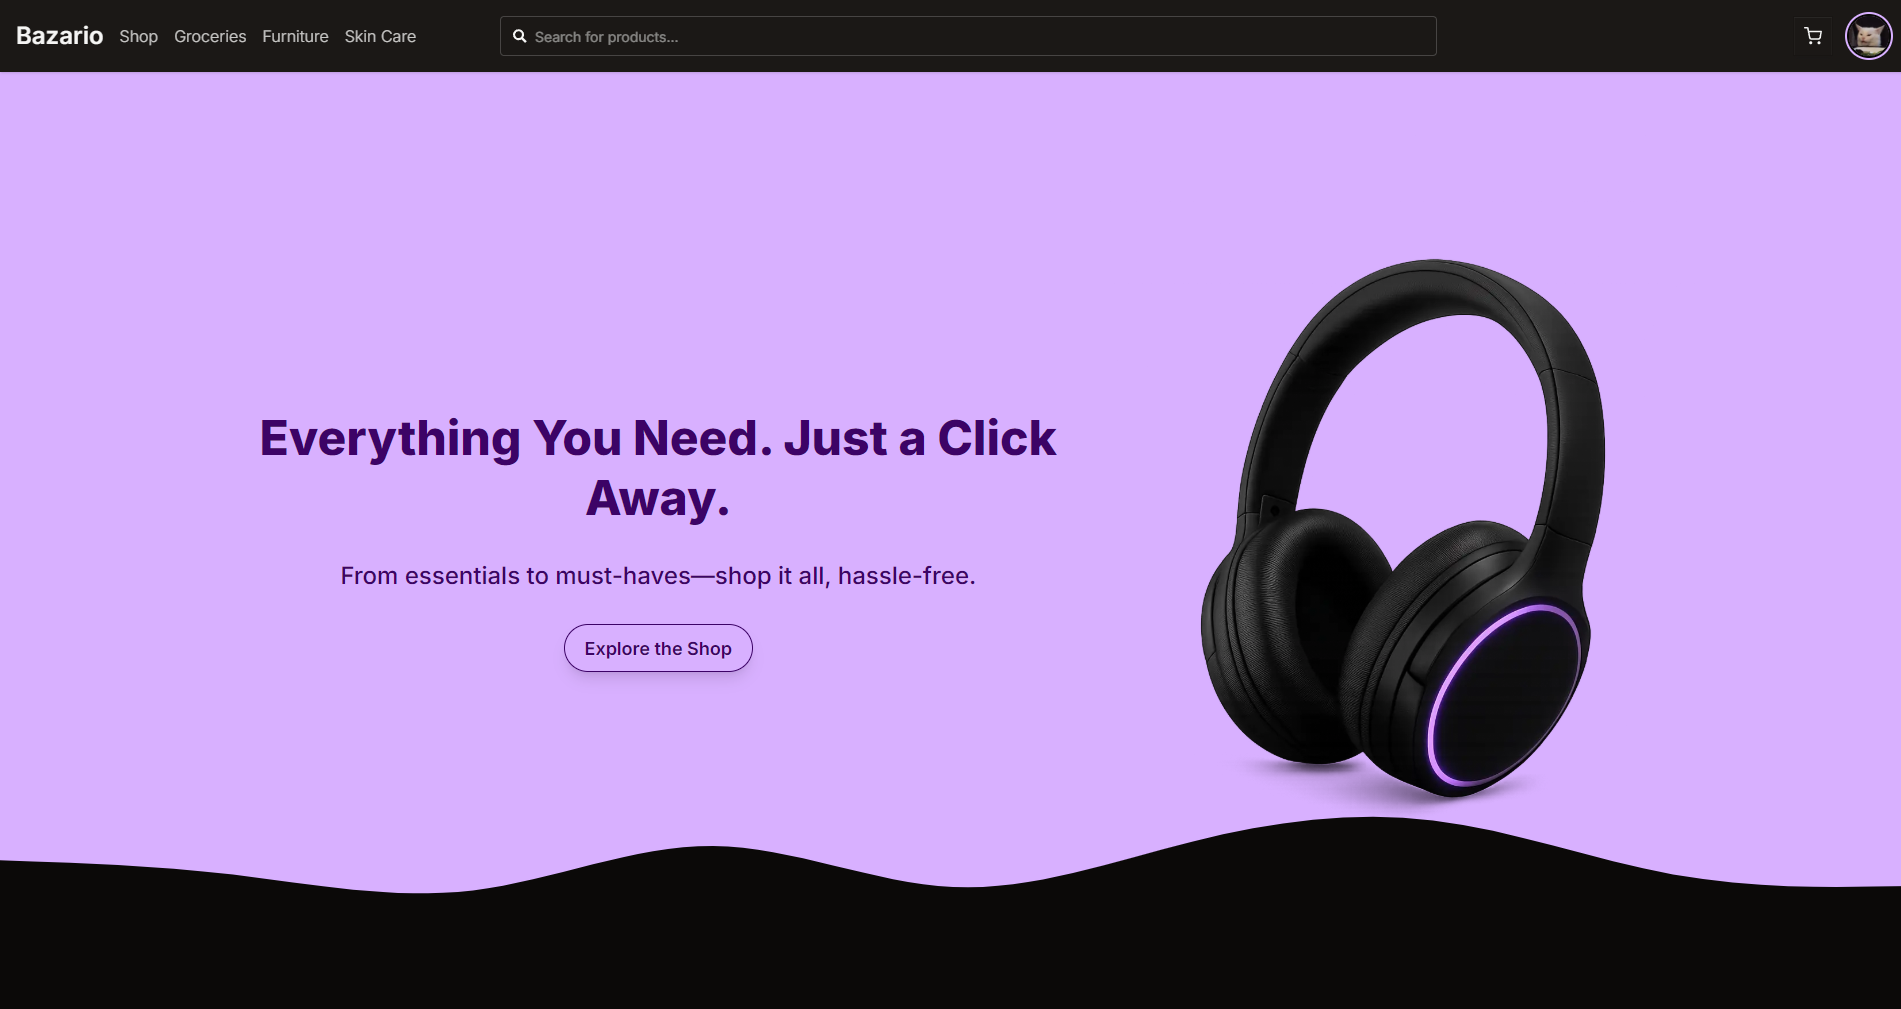 Bazario Shop Groceries Furniture Skin Care Search for products...
Everything You Need. Just a Click
Away.
From essentials to must-haves—shop it all, hassle-free.
Explore the Shop